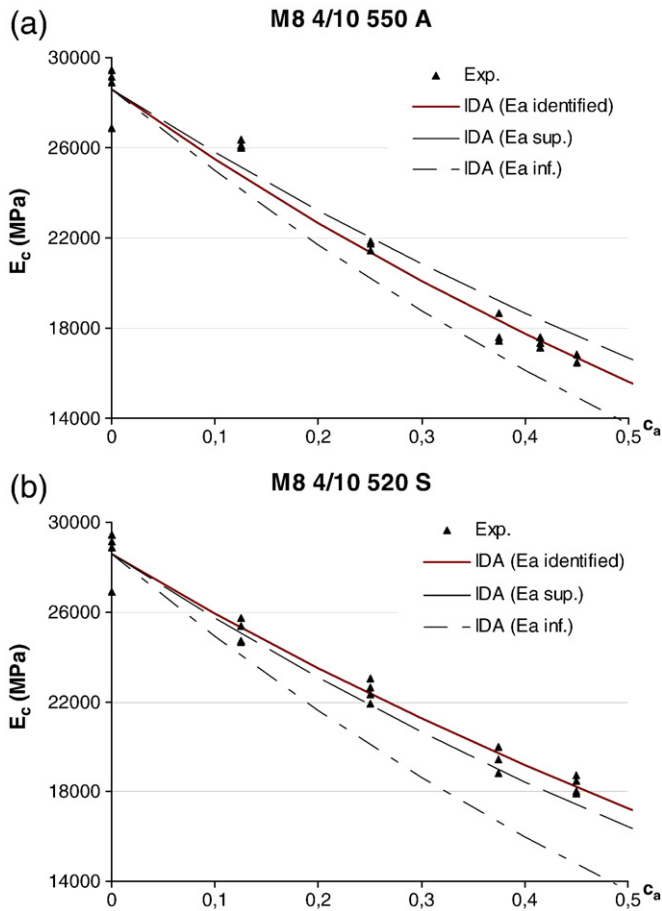 (a)
M8 4/10 550 A
30000
26000
22000
18000
14000
E_c (MPa)
Exp.
IDA (Ea identified)
IDA (Ea sup.)
IDA (Ea inf.)
0 0,1 0,2 0,3 0,4 0,5 c_a
(b)
M8 4/10 520 S
30000
26000
22000
18000
14000
E_c (MPa)
Exp.
IDA (Ea identified)
IDA (Ea sup.)
IDA (Ea inf.)
0 0,1 0,2 0,3 0,4 0,5 c_a